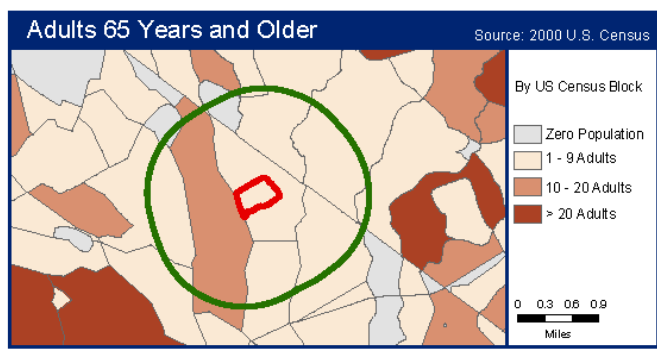 Adults 65 Years and Older
Source: 2000 U.S. Census
By US Census Block
Zero Population
1 - 9 Adults
10 - 20 Adults
> 20 Adults
0 0.3 0.6 0.9
Miles